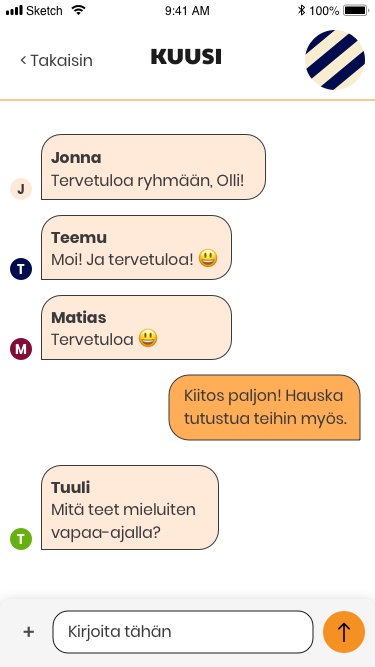 Sketch 9:41 AM 100%
< Takaisin KUUSI
Jonna
Tervetuloa ryhmään, Olli!
J
Teemu
Moi! Ja tervetuloa! 😃
T
Matias
Tervetuloa 😃
M
Kiitos paljon! Hauska
tutustua teihin myös.
Tuuli
Mitä teet mieluiten
vapaa-ajalla?
T
+ Kirjoita tähän ↑